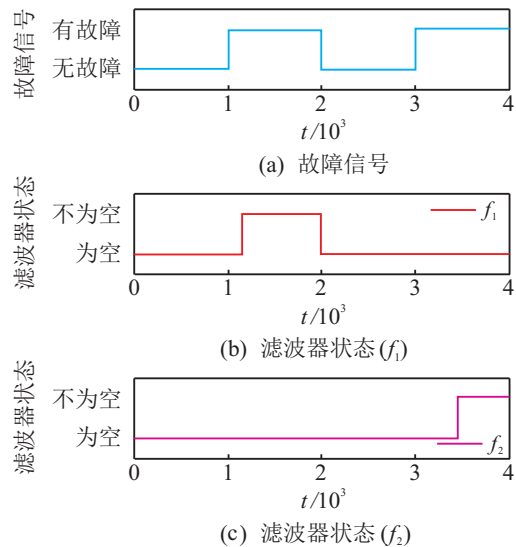 故障信号
有故障
无故障
0 1 2 3 4
t/10³
(a) 故障信号
滤波器状态
不为空
为空
f₁
0 1 2 3 4
t/10³
(b) 滤波器状态(f₁)
滤波器状态
不为空
为空
f₂
0 1 2 3 4
t/10³
(c) 滤波器状态(f₂)